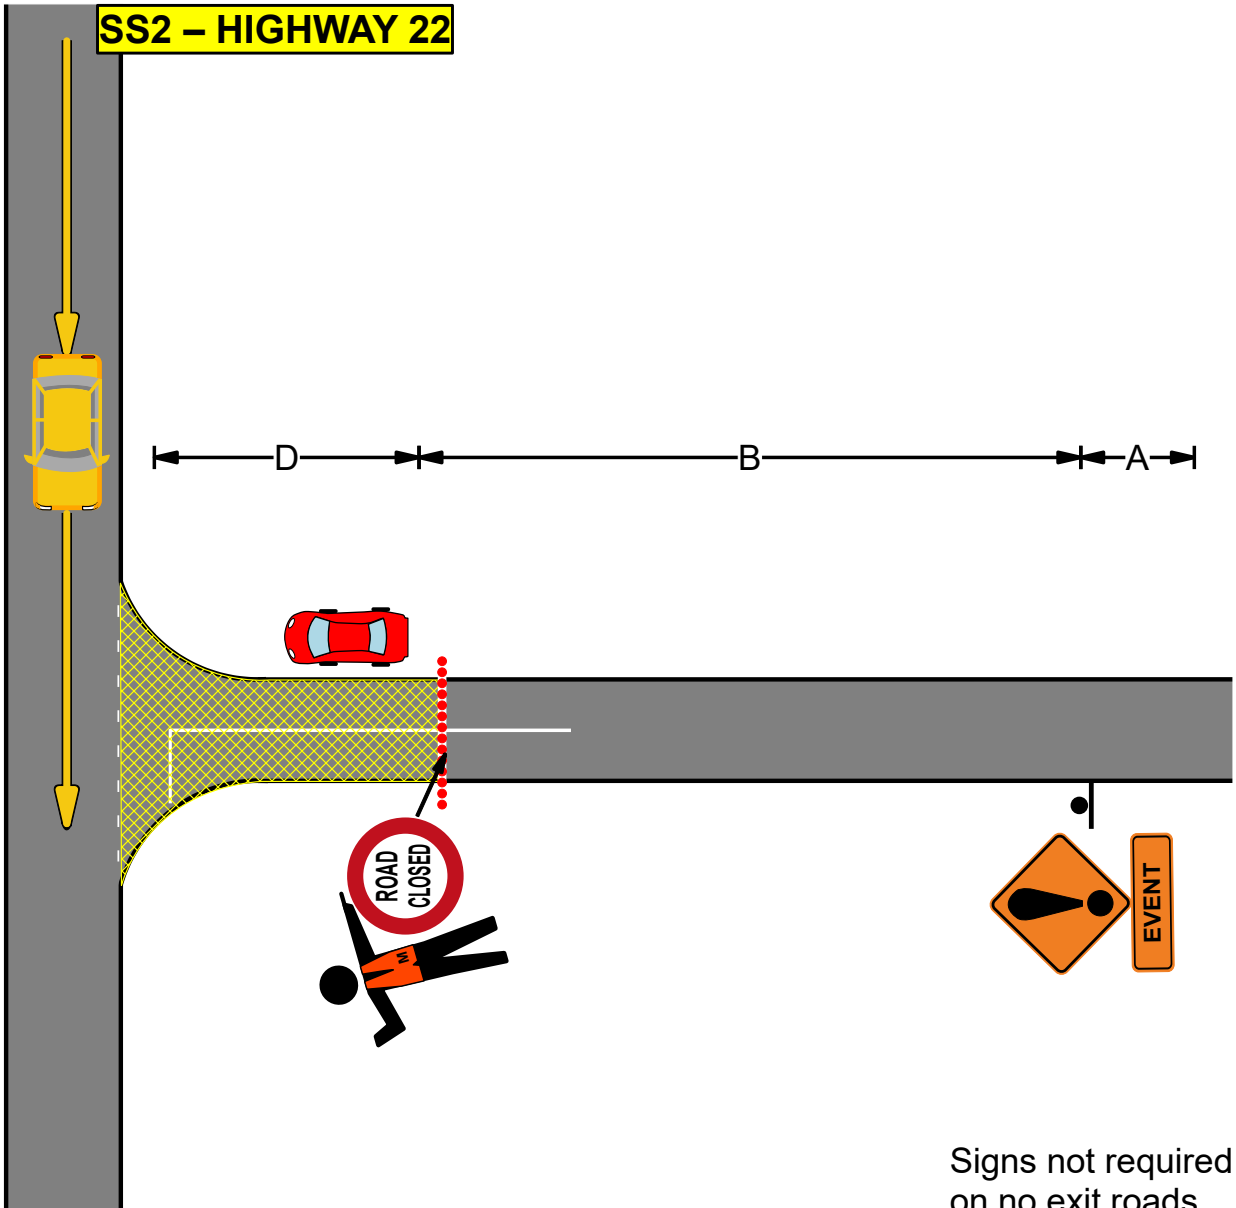 SS2 – HIGHWAY 22
D
B
A
ROAD
CLOSED
M
EVENT
Signs not required
on no exit roads